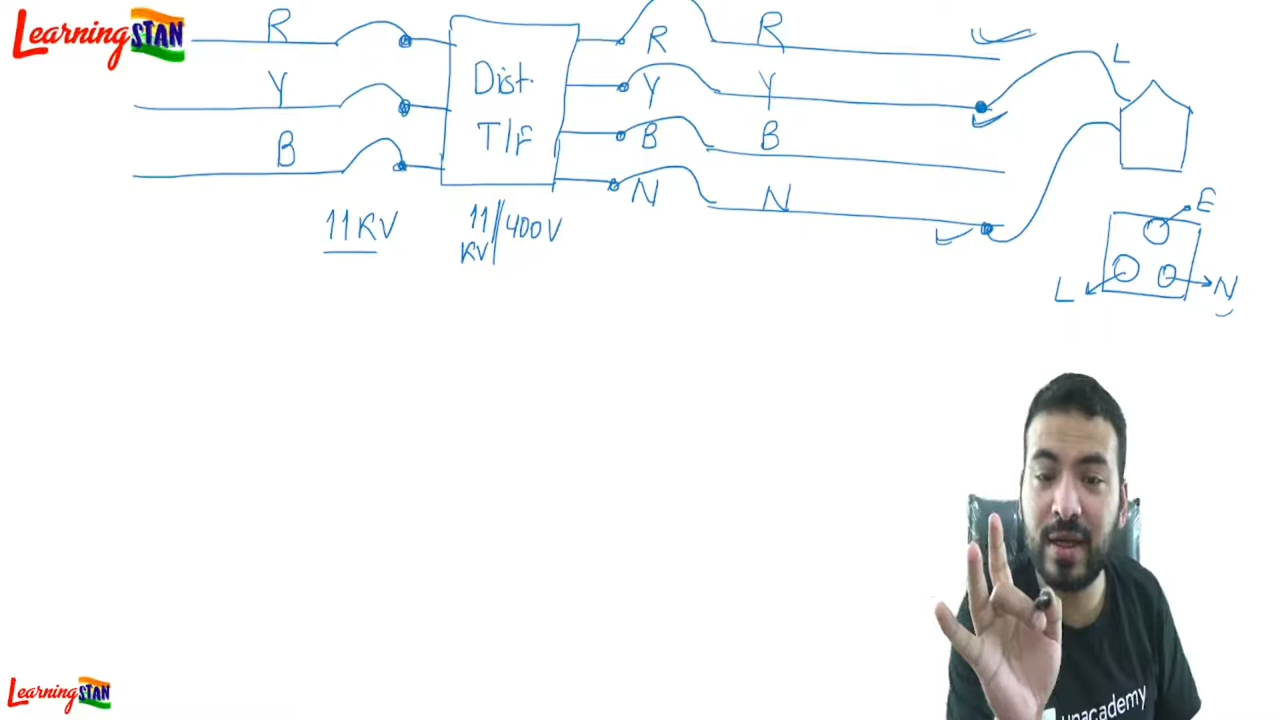 LearningSTAN
R
Y
B
11KV
Dist.
T/F
11 KV // 400V
R
Y
B
N
R
Y
B
N
L
E
L
N
LearningSTAN
unacademy